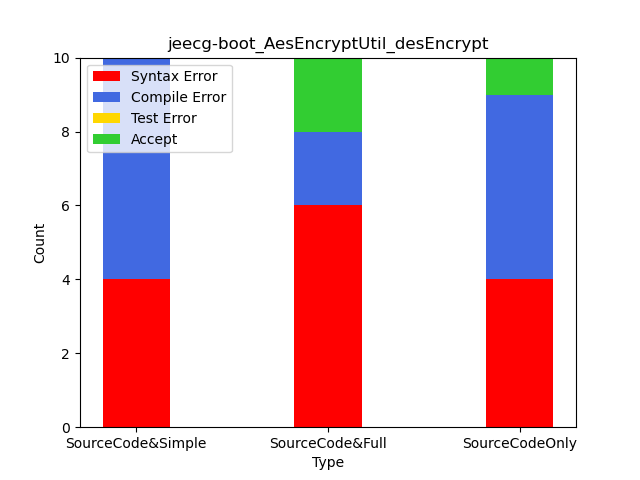 jeecg-boot_AesEncryptUtil_desEncrypt
10
8
6
4
2
0
Count
Syntax Error
Compile Error
Test Error
Accept
SourceCode&Simple
SourceCode&Full
SourceCodeOnly
Type